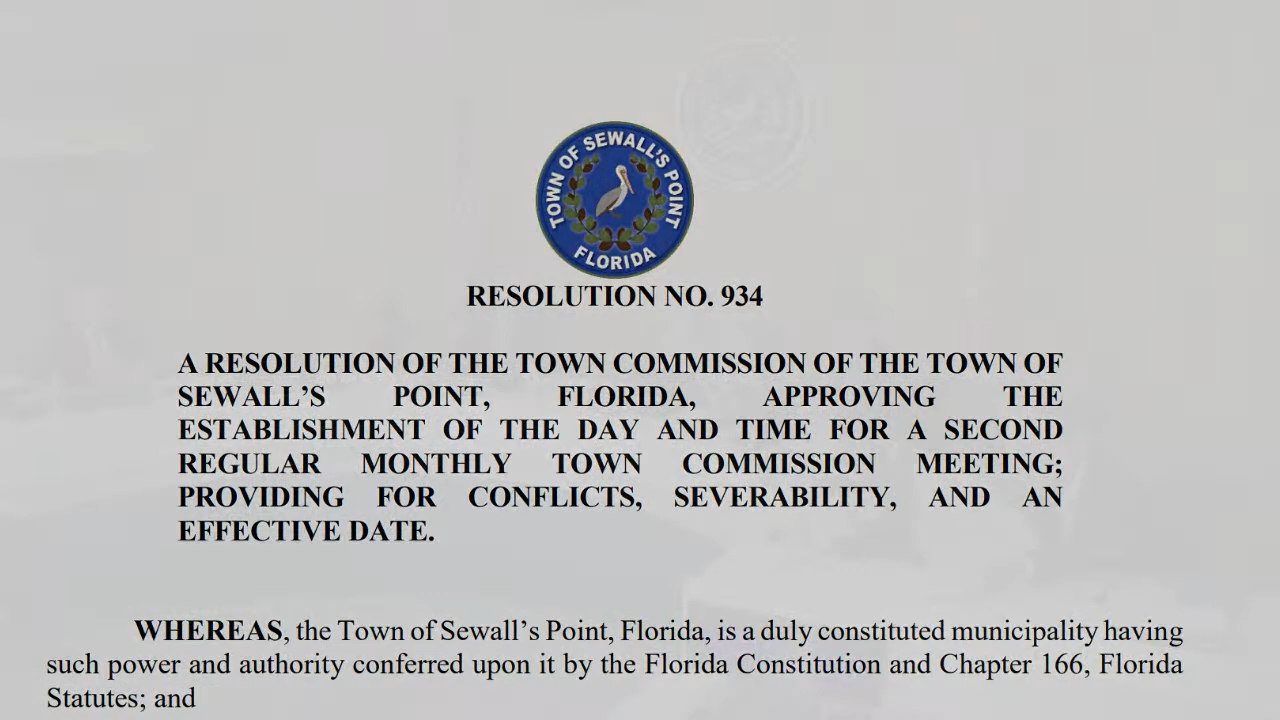 TOWN OF SEWALL'S POINT
FLORIDA
RESOLUTION NO. 934
A RESOLUTION OF THE TOWN COMMISSION OF THE TOWN OF
SEWALL’S POINT, FLORIDA, APPROVING THE
ESTABLISHMENT OF THE DAY AND TIME FOR A SECOND
REGULAR MONTHLY TOWN COMMISSION MEETING;
PROVIDING FOR CONFLICTS, SEVERABILITY, AND AN
EFFECTIVE DATE.
WHEREAS, the Town of Sewall’s Point, Florida, is a duly constituted municipality having
such power and authority conferred upon it by the Florida Constitution and Chapter 166, Florida
Statutes; and